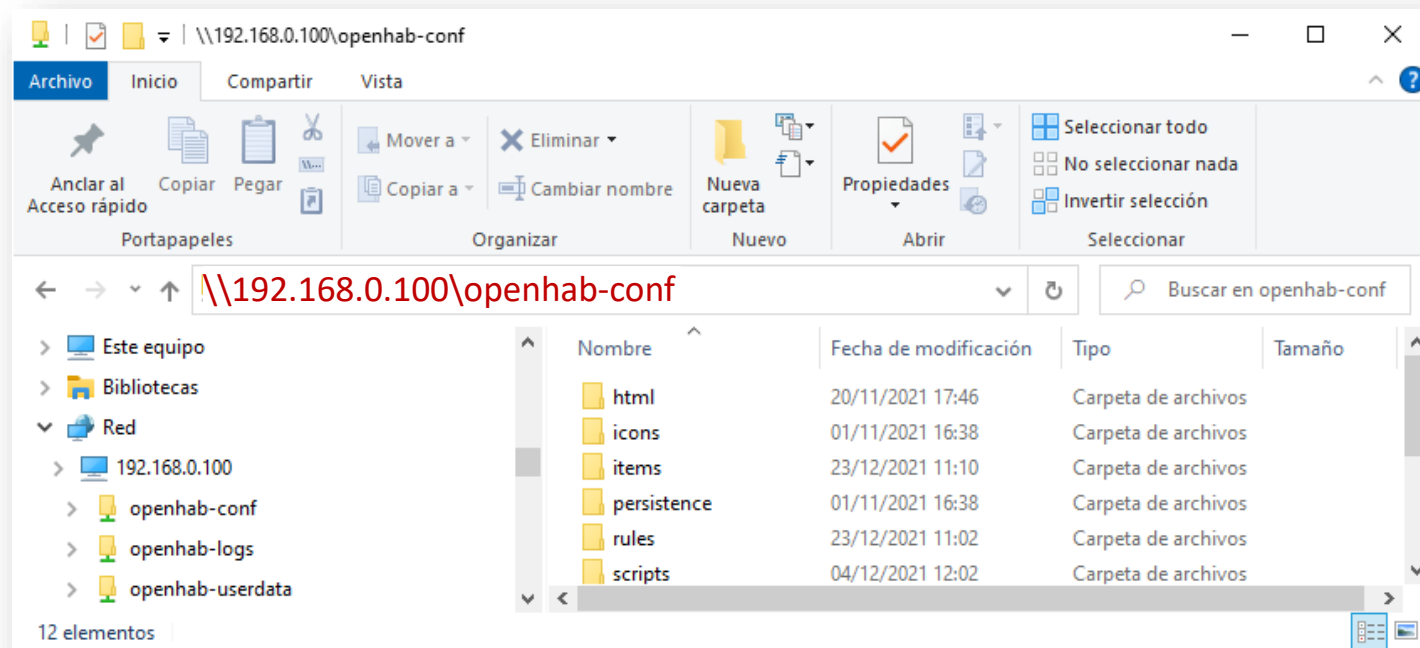 \\192.168.0.100\openhab-conf
Archivo Inicio Compartir Vista
Anclar al Acceso rápido
Copiar
Pegar
Mover a
Copiar a
Eliminar
Cambiar nombre
Nueva carpeta
Propiedades
Seleccionar todo
No seleccionar nada
Invertir selección
Portapapeles Organizar Nuevo Abrir Seleccionar
\\192.168.0.100\openhab-conf
Buscar en openhab-conf
Este equipo
Bibliotecas
Red
192.168.0.100
openhab-conf
openhab-logs
openhab-userdata
Nombre Fecha de modificación Tipo Tamaño
html 20/11/2021 17:46 Carpeta de archivos
icons 01/11/2021 16:38 Carpeta de archivos
items 23/12/2021 11:10 Carpeta de archivos
persistence 01/11/2021 16:38 Carpeta de archivos
rules 23/12/2021 11:02 Carpeta de archivos
scripts 04/12/2021 12:02 Carpeta de archivos
12 elementos